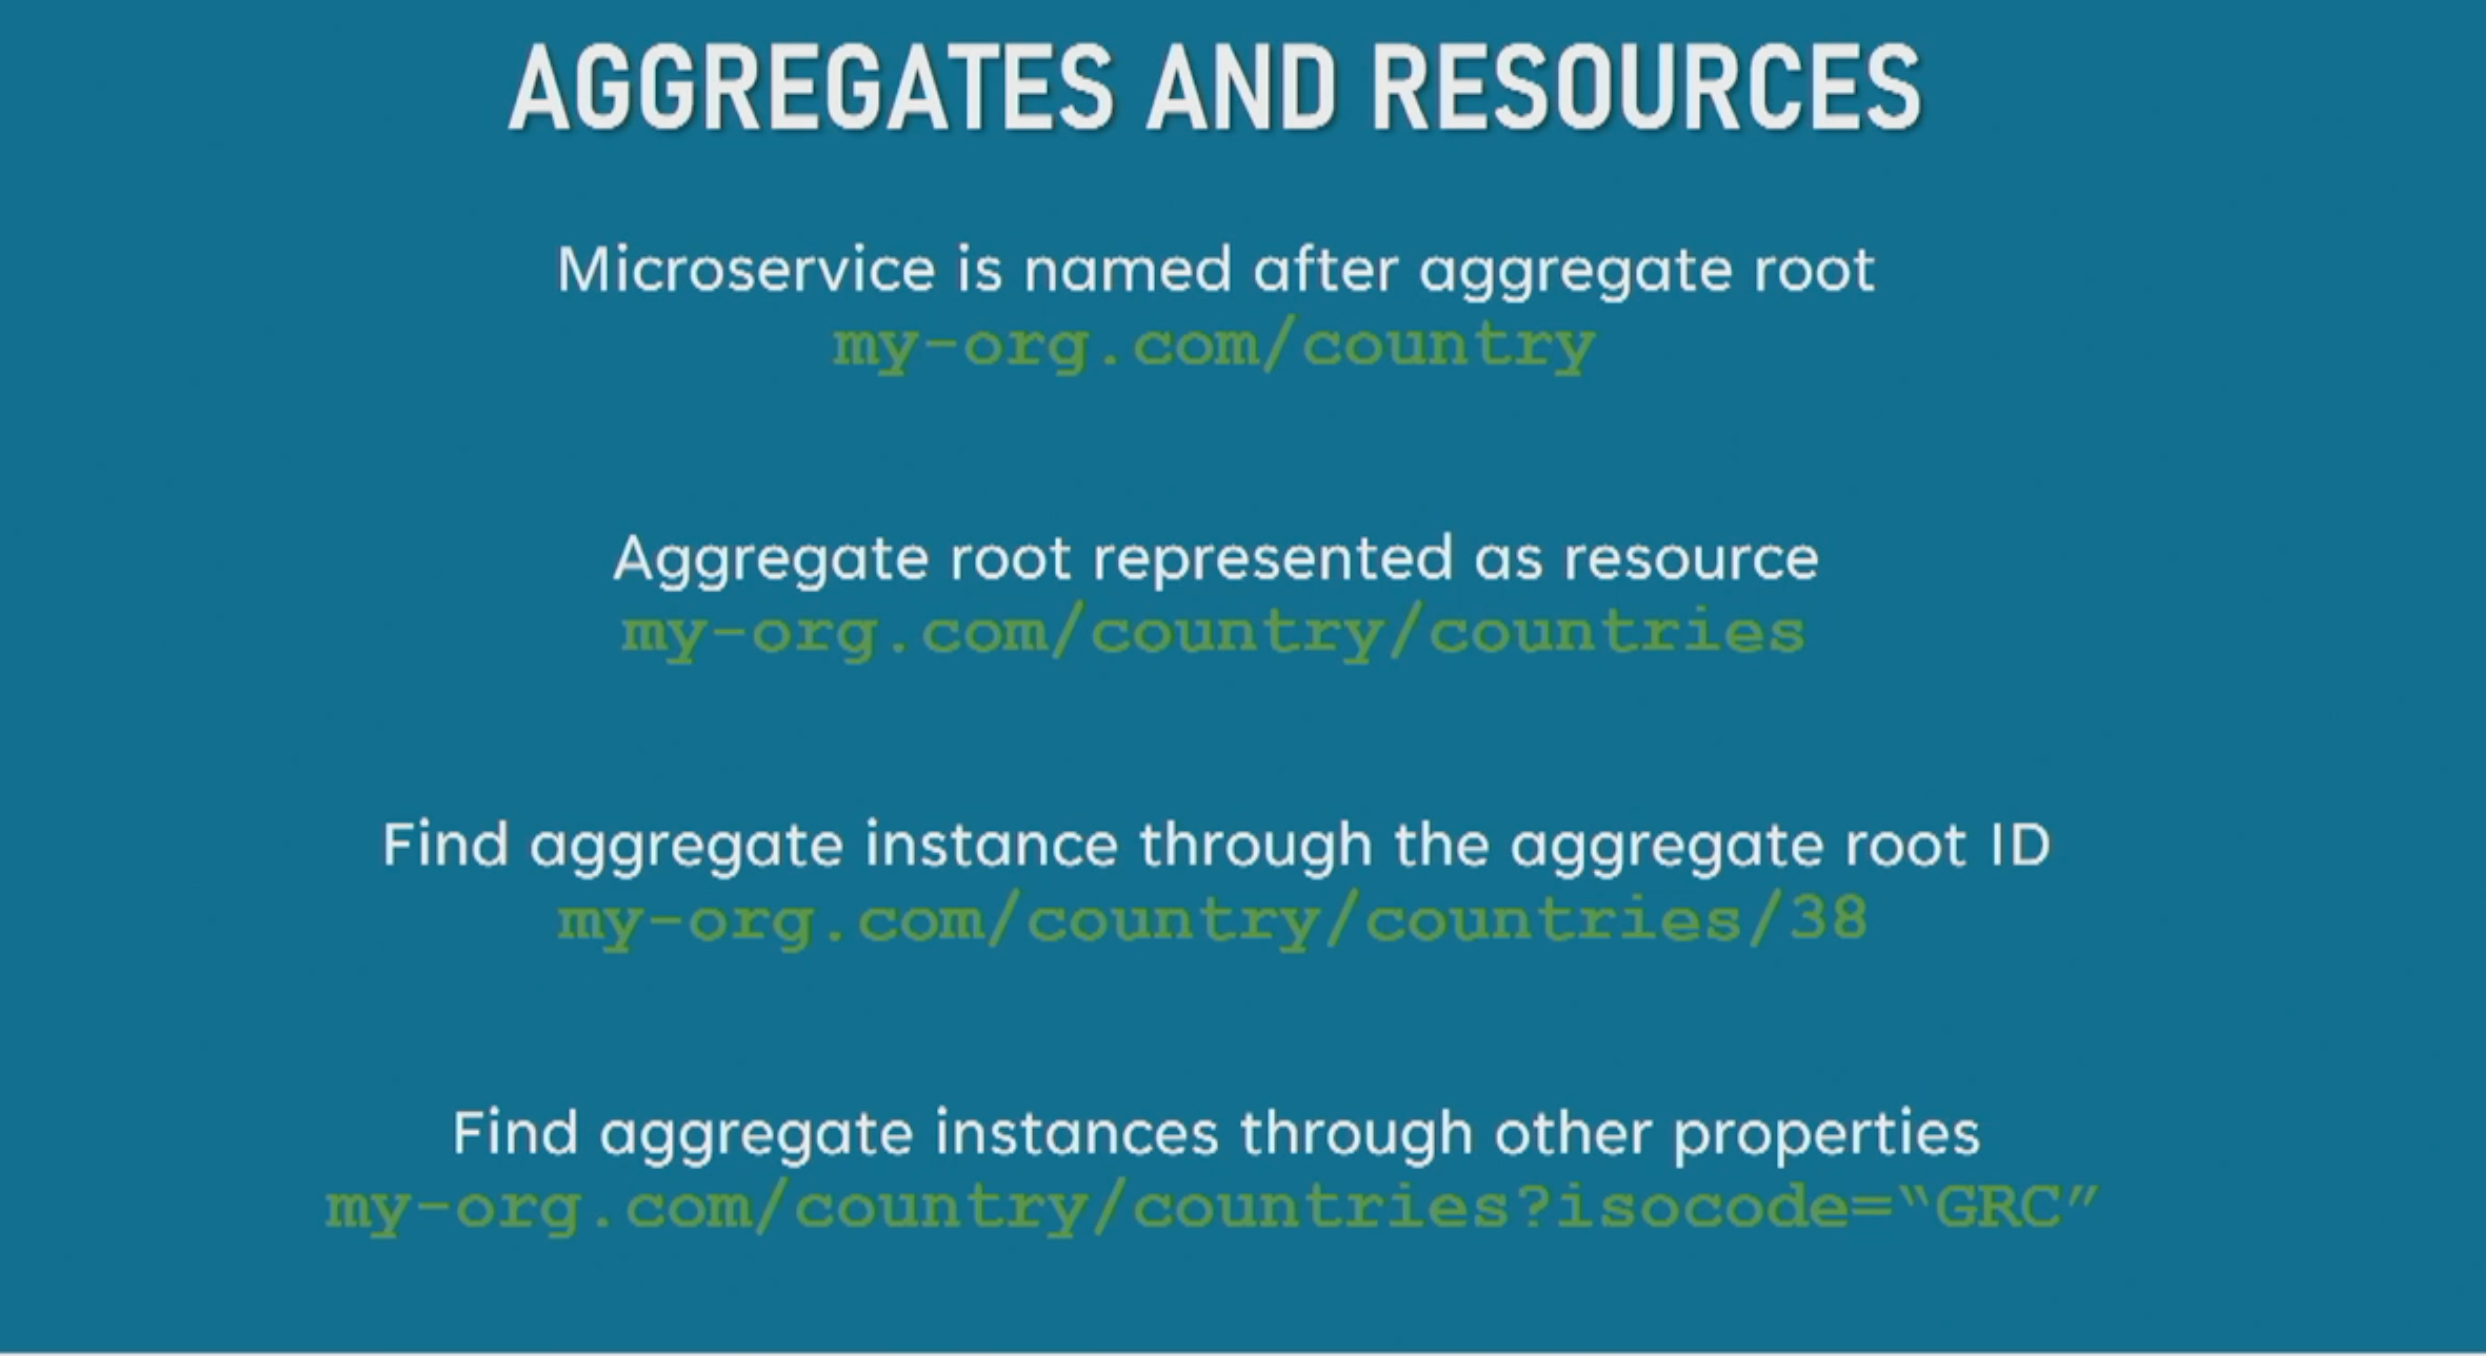 AGGREGATES AND RESOURCES
Microservice is named after aggregate root
my-org.com/country
Aggregate root represented as resource
my-org.com/country/countries
Find aggregate instance through the aggregate root ID
my-org.com/country/countries/38
Find aggregate instances through other properties
my-org.com/country/countries?isocode=“GRC”